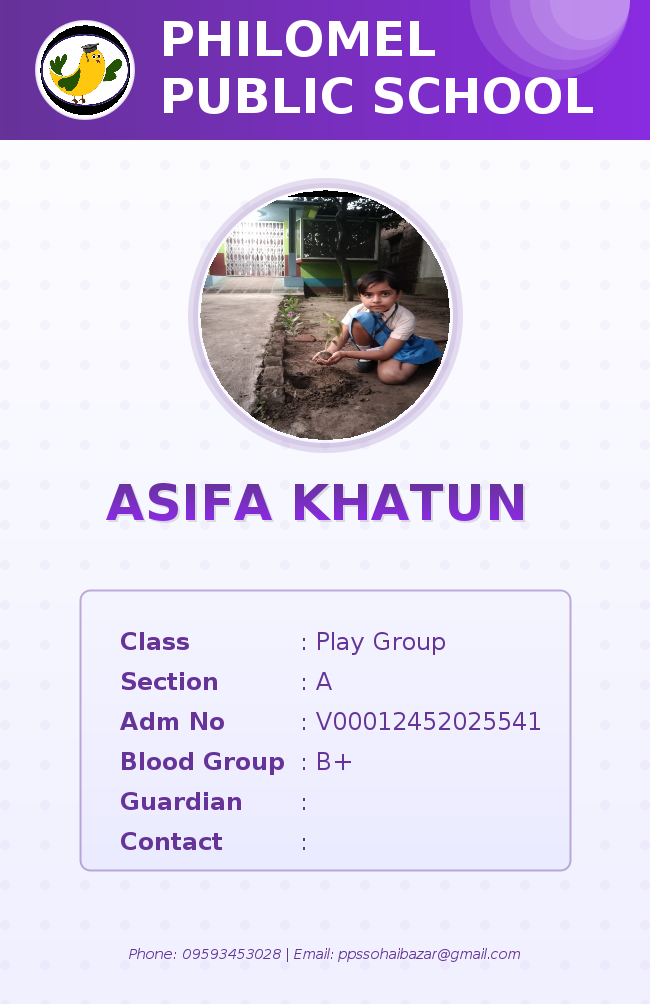 PHILOMEL
PUBLIC SCHOOL
ASIFA KHATUN
Class : Play Group
Section : A
Adm No : V00012452025541
Blood Group : B+
Guardian :
Contact :
Phone: 09593453028 | Email: ppssohaibazar@gmail.com